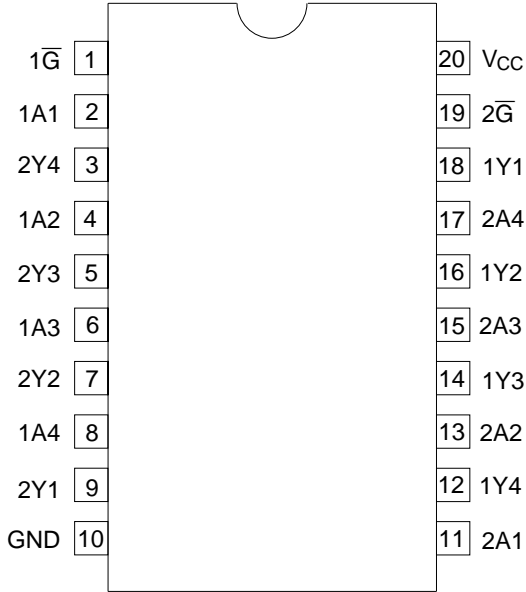 1G̅ 1 20 VCC
1A1 2 19 2G̅
2Y4 3 18 1Y1
1A2 4 17 2A4
2Y3 5 16 1Y2
1A3 6 15 2A3
2Y2 7 14 1Y3
1A4 8 13 2A2
2Y1 9 12 1Y4
GND 10 11 2A1